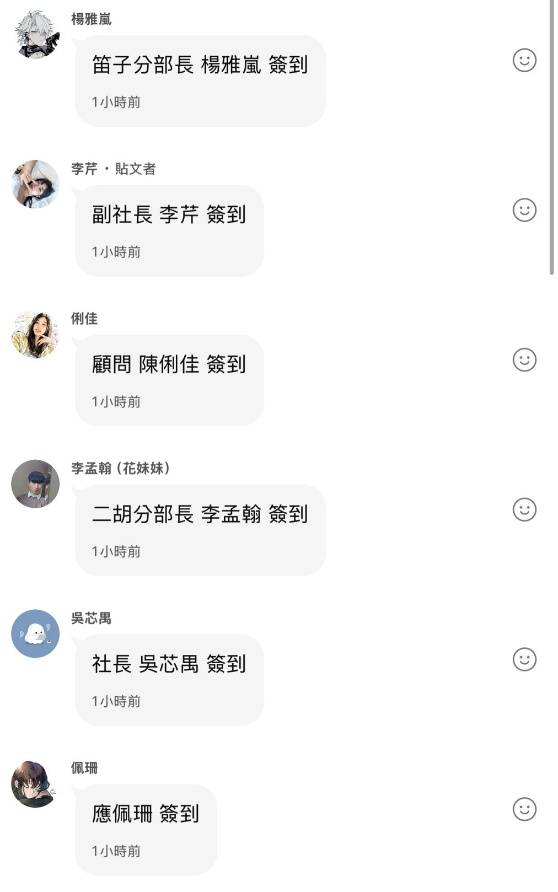 楊雅嵐
笛子分部長 楊雅嵐 簽到
1小時前
李芹・貼文者
副社長 李芹 簽到
1小時前
俐佳
顧問 陳俐佳 簽到
1小時前
李孟翰 (花妹妹)
二胡分部長 李孟翰 簽到
1小時前
吳芯禺
社長 吳芯禺 簽到
1小時前
佩珊
應佩珊 簽到
1小時前